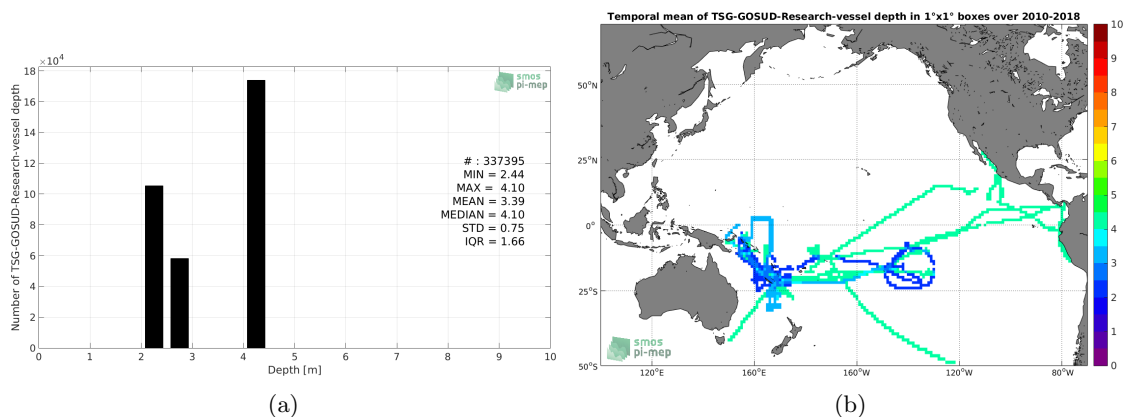 ×10⁴
18
16
14
12
10
8
6
4
2
0
Number of TSG-GOSUD-Research-vessel depth
0 1 2 3 4 5 6 7 8 9 10
Depth [m]
smos
pi-mep
# : 337395
MIN = 2.44
MAX = 4.10
MEAN = 3.39
MEDIAN = 4.10
STD = 0.75
IQR = 1.66
(a)
Temporal mean of TSG-GOSUD-Research-vessel depth in 1°x1° boxes over 2010-2018
50°N
25°N
0°
25°S
50°S
120°E 160°E 160°W 120°W 80°W
smos
pi-mep
10
9
8
7
6
5
4
3
2
1
0
(b)